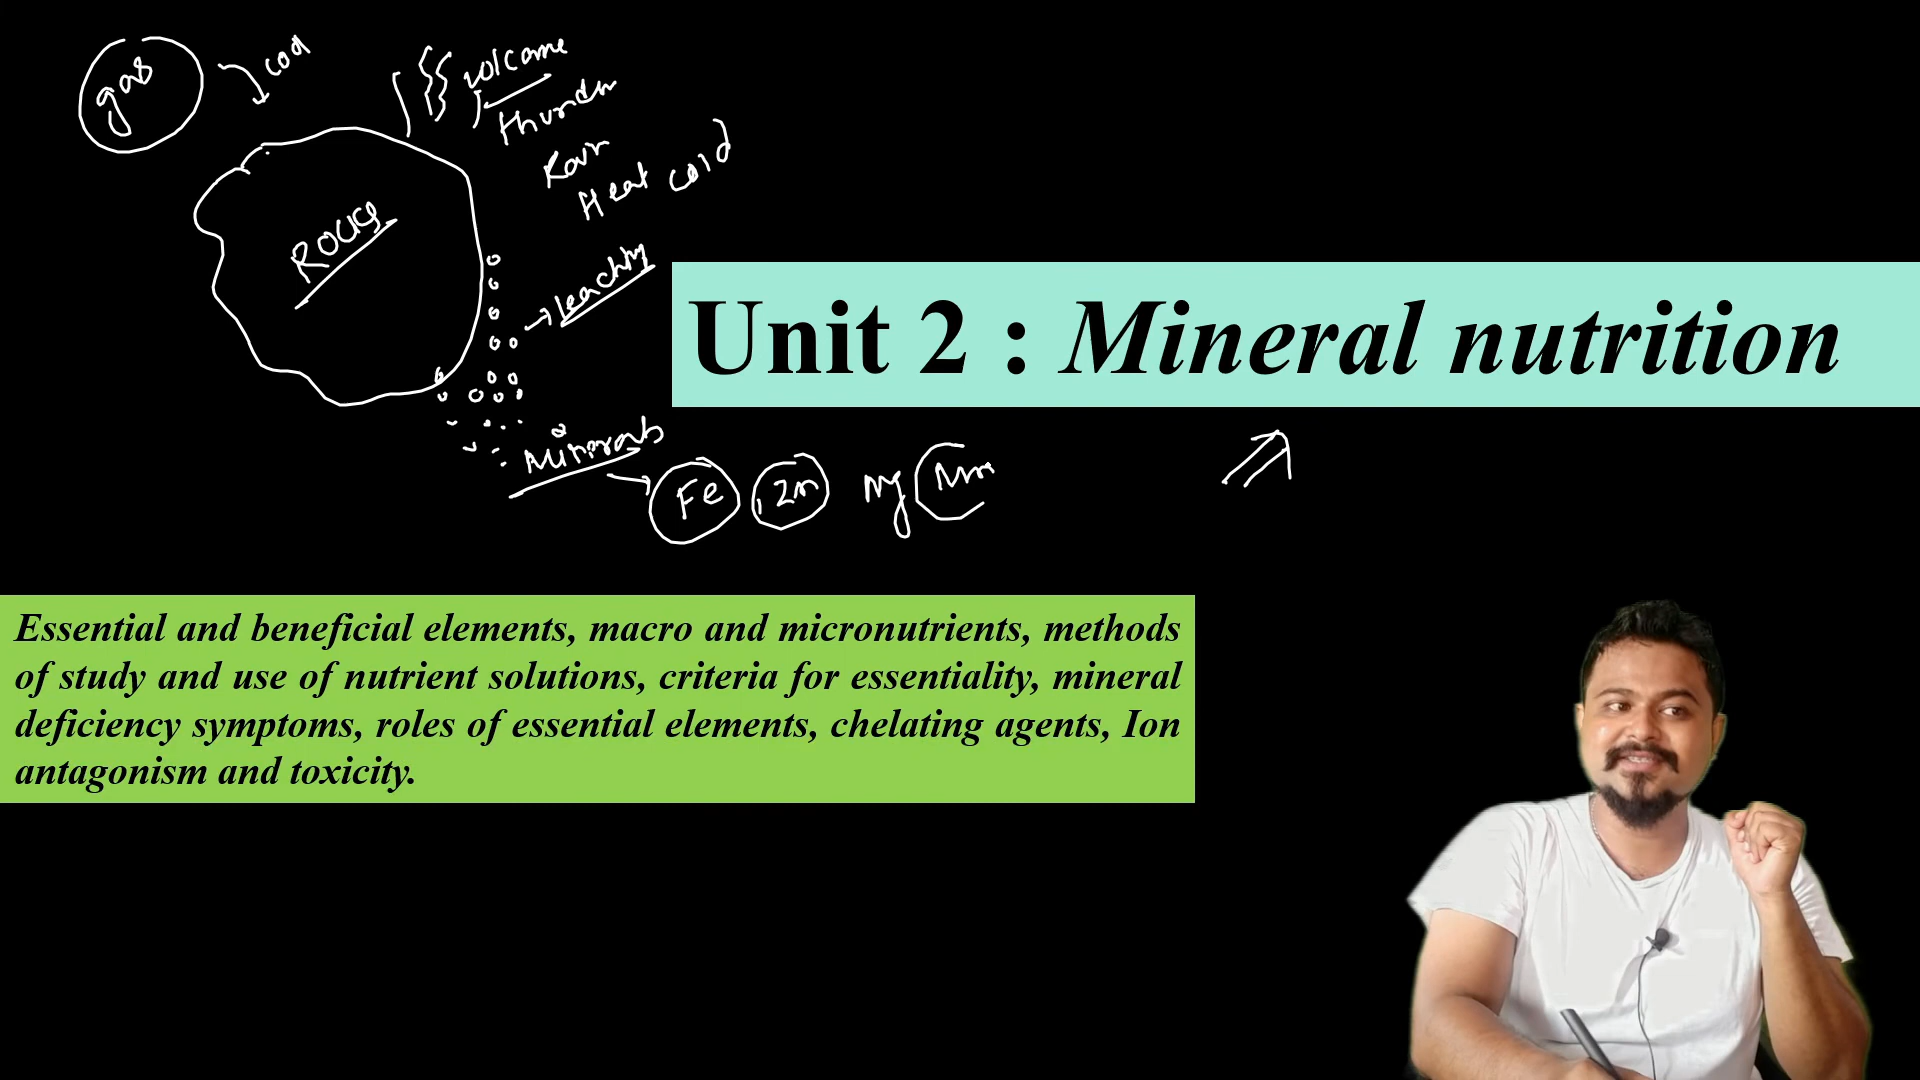 gas
cool
volcano
thunder
Rain
Heat cold
Rocks
leaching
Unit 2 : Mineral nutrition
Minerals
Fe Zn Mg Mn
Essential and beneficial elements, macro and micronutrients, methods
of study and use of nutrient solutions, criteria for essentiality, mineral
deficiency symptoms, roles of essential elements, chelating agents, Ion
antagonism and toxicity.